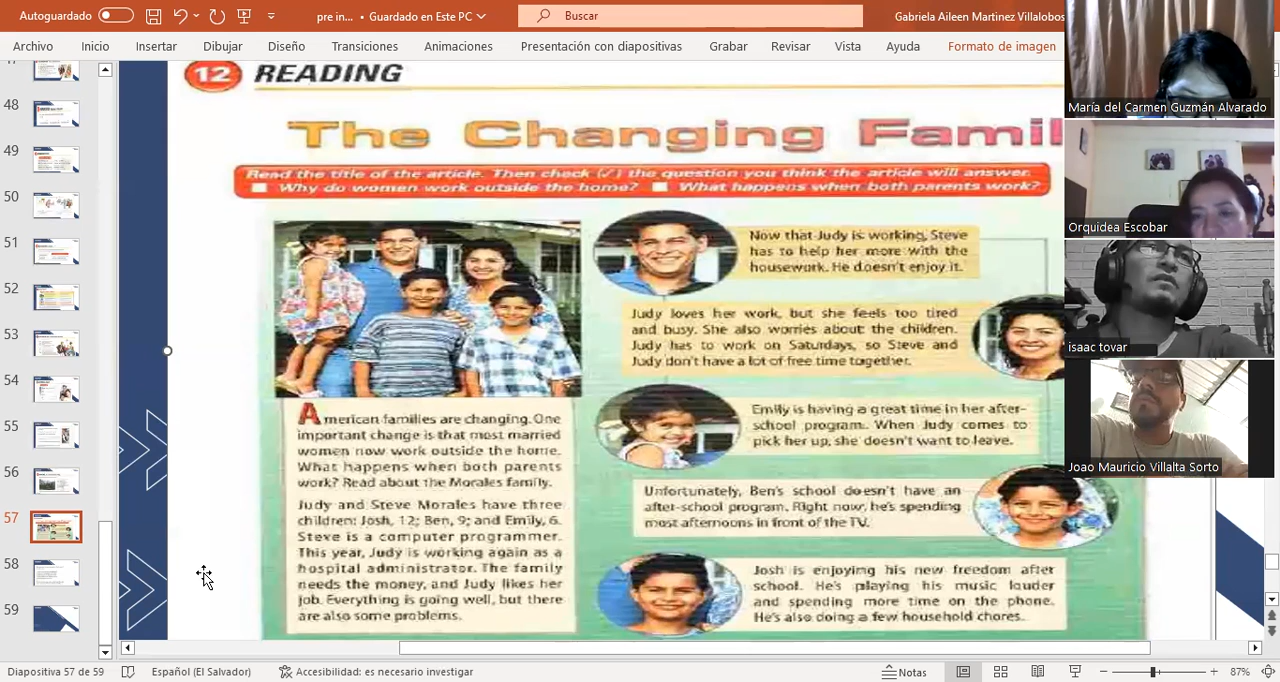 Autoguardado
pre in... • Guardado en Este PC
Buscar
Gabriela Aileen Martinez Villalobos
Archivo Inicio Insertar Dibujar Diseño Transiciones Animaciones Presentación con diapositivas Grabar Revisar Vista Ayuda Formato de imagen
48
49
50
51
52
53
54
55
56
57
58
59
12 READING
The Changing Famil
Read the title of the article. Then check (✓) the question you think the article will answer.
Why do women work outside the home? What happens when both parents work?
American families are changing. One
important change is that most married
women now work outside the home.
What happens when both parents
work? Read about the Morales family.
Judy and Steve Morales have three
children: Josh, 12; Ben, 9; and Emily, 6.
Steve is a computer programmer.
This year, Judy is working again as a
hospital administrator. The family
needs the money, and Judy likes her
job. Everything is going well, but there
are also some problems.
Now that Judy is working, Steve
has to help her more with the
housework. He doesn't enjoy it.
Judy loves her work, but she feels too tired
and busy. She also worries about the children.
Judy has to work on Saturdays, so Steve and
Judy don't have a lot of free time together.
Emily is having a great time in her after-
school program. When Judy comes to
pick her up, she doesn't want to leave.
Unfortunately, Ben's school doesn't have an
after-school program. Right now, he's spending
most afternoons in front of the TV.
Josh is enjoying his new freedom after
school. He's playing his music louder
and spending more time on the phone.
He's also doing a few household chores.
María del Carmen Guzmán Alvarado
Orquidea Escobar
isaac tovar
Joao Mauricio Villalta Sorto
Diapositiva 57 de 59 Español (El Salvador) Accesibilidad: es necesario investigar Notas 87%